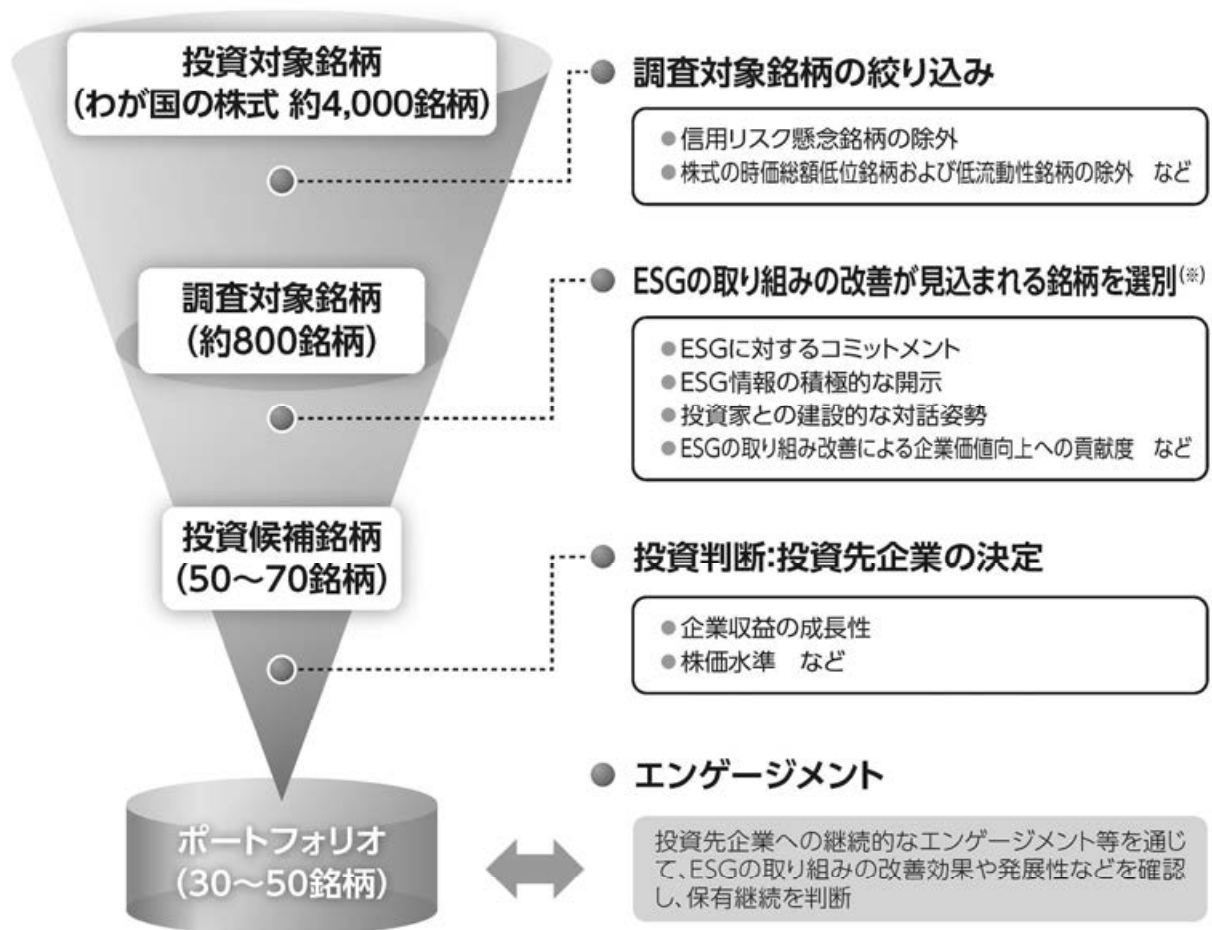 投資対象銘柄
(わが国の株式 約4,000銘柄)
調査対象銘柄の絞り込み
●信用リスク懸念銘柄の除外
●株式の時価総額低位銘柄および低流動性銘柄の除外 など
調査対象銘柄
(約800銘柄)
ESGの取り組みの改善が見込まれる銘柄を選別(※)
●ESGに対するコミットメント
●ESG情報の積極的な開示
●投資家との建設的な対話姿勢
●ESGの取り組み改善による企業価値向上への貢献度 など
投資候補銘柄
(50～70銘柄)
投資判断:投資先企業の決定
●企業収益の成長性
●株価水準 など
ポートフォリオ
(30～50銘柄)
エンゲージメント
投資先企業への継続的なエンゲージメント等を通じ
て、ESGの取り組みの改善効果や発展性などを確認
し、保有継続を判断